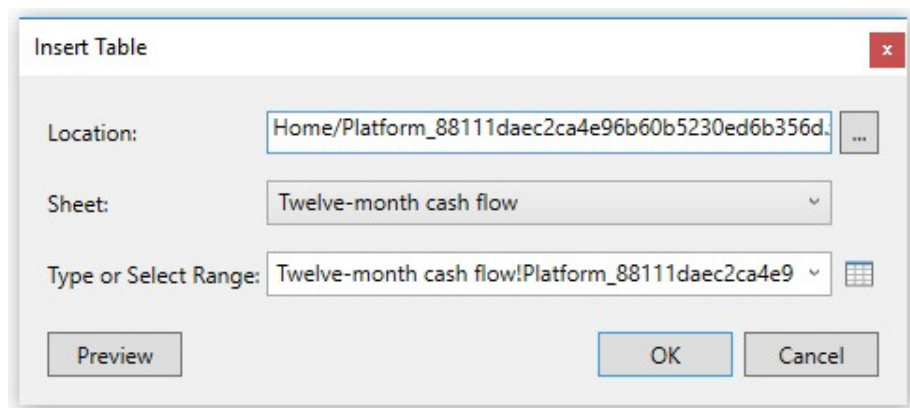 Insert Table
x
Location: Home/Platform_88111daec2ca4e96b60b5230ed6b356d. ...
Sheet: Twelve-month cash flow
Type or Select Range: Twelve-month cash flow!Platform_88111daec2ca4e9
Preview OK Cancel